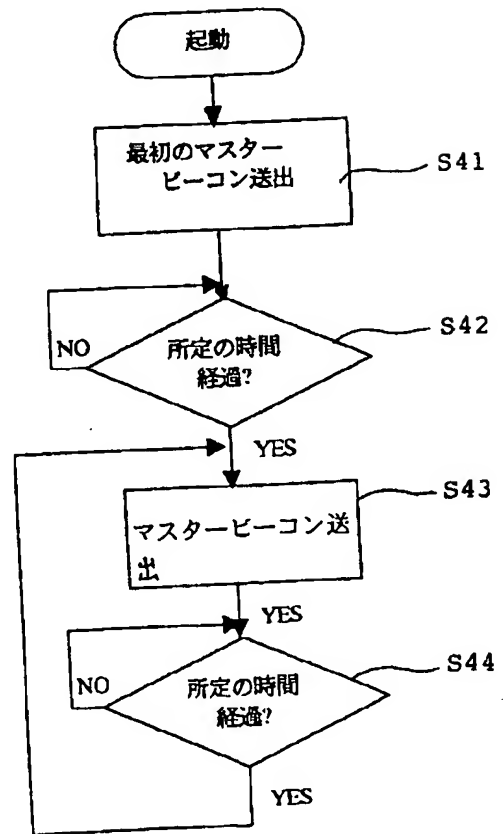 起動
最初のマスター
ビーコン送出
S41
S42
NO
所定の時間
経過?
YES
S43
マスタービーコン送
出
YES
S44
NO
所定の時間
経過?
YES